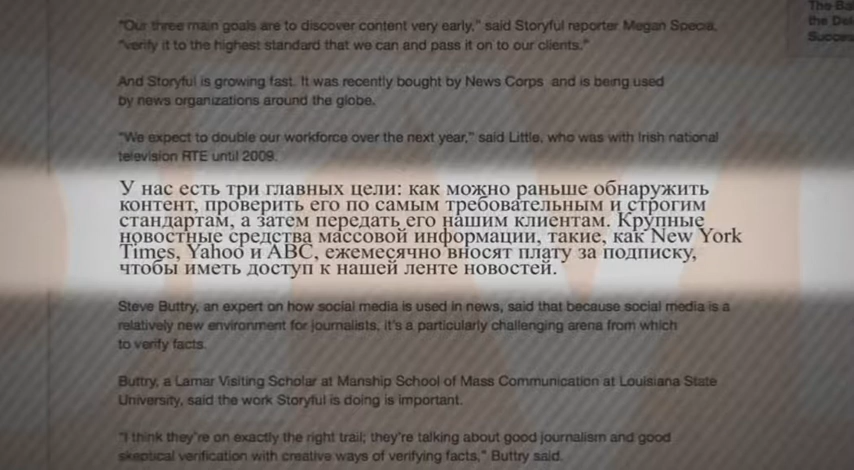 "Our three main goals are to discover content very early," said Storyful reporter Megan Specia,
"verify it to the highest standard that we can and pass it on to our clients."
And Storyful is growing fast. It was recently bought by News Corps and is being used
by news organizations around the globe.
"We expect to double our workforce over the next year," said Little, who was with Irish national
television RTE until 2009.
У нас есть три главных цели: как можно раньше обнаружить
контент, проверить его по самым требовательным и строгим
стандартам, а затем передать его нашим клиентам. Крупные
новостные средства массовой информации, такие, как New York
Times, Yahoo и ABC, ежемесячно вносят плату за подписку,
чтобы иметь доступ к нашей ленте новостей.
Steve Buttry, an expert on how social media is used in news, said that because social media is a
relatively new environment for journalists, it's a particularly challenging arena from which
to verify facts.
Buttry, a Lamar Visiting Scholar at Manship School of Mass Communication at Louisiana State
University, said the work Storyful is doing is important.
"I think they're on exactly the right trail; they're talking about good journalism and good
skeptical verification with creative ways of verifying facts," Buttry said.
The
the
Succes